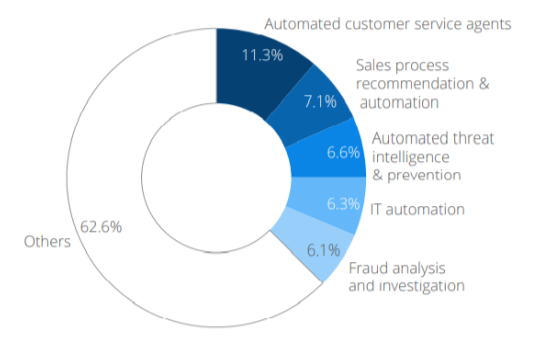 Automated customer service agents
11.3%
Sales process
recommendation &
automation
7.1%
Automated threat
intelligence
& prevention
6.6%
IT automation
6.3%
Fraud analysis
and investigation
6.1%
62.6%
Others